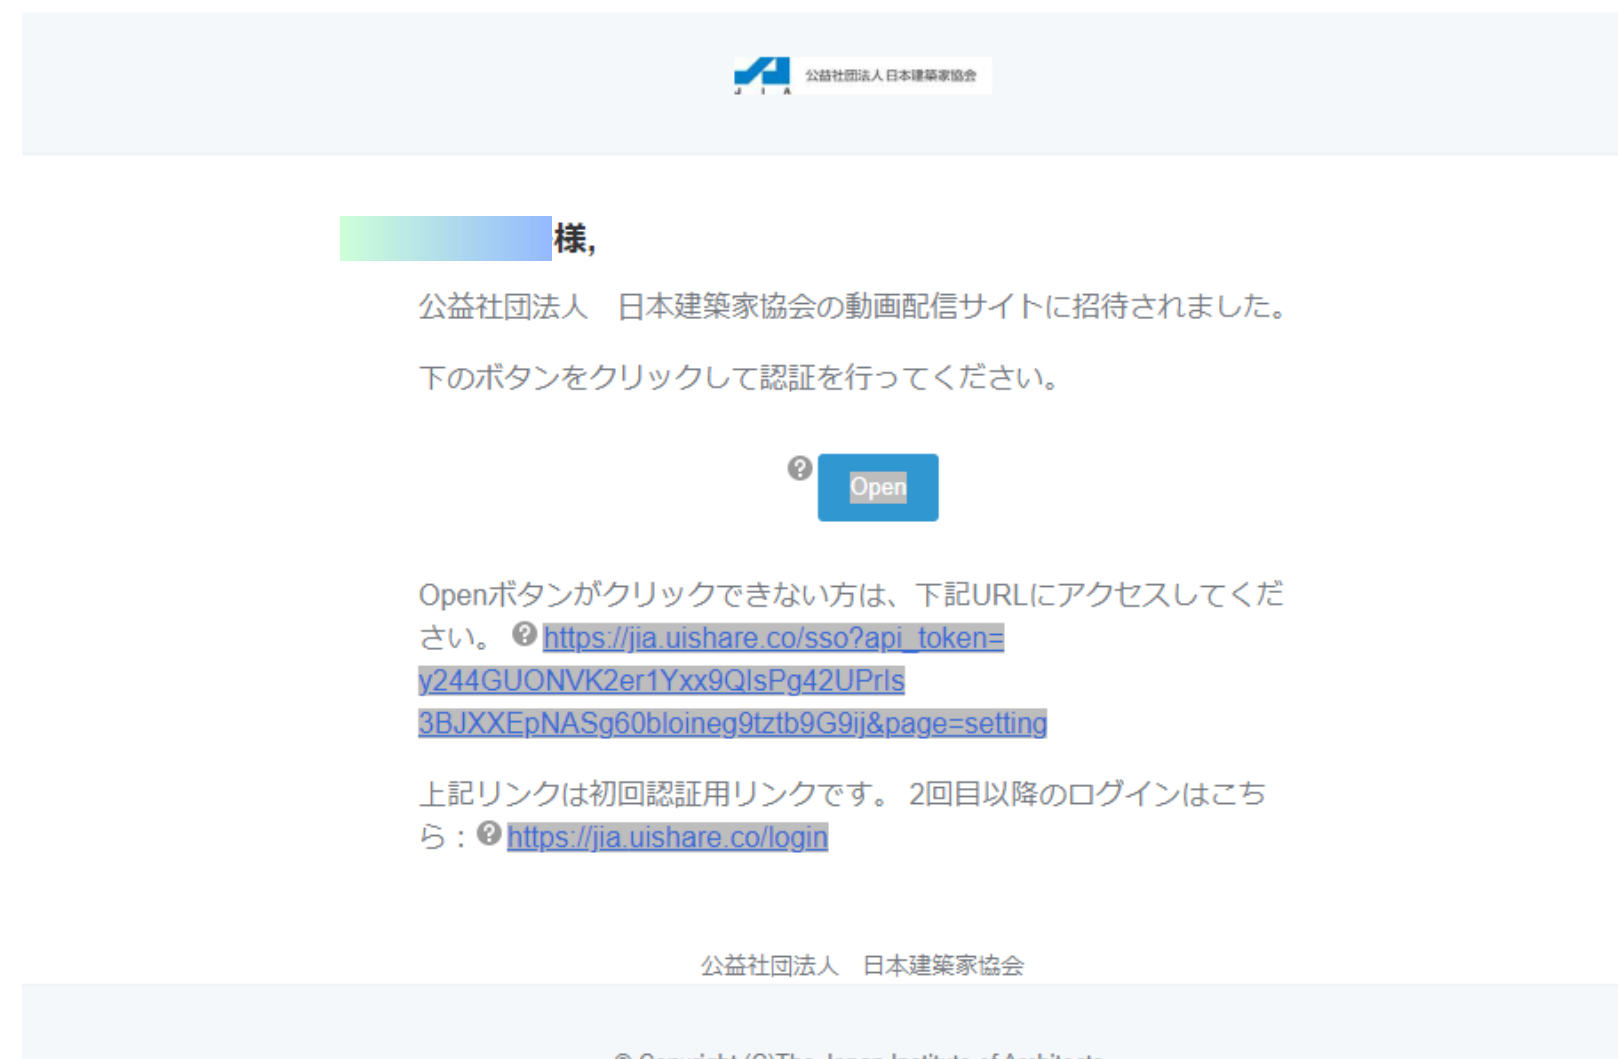 J I A 公益社団法人日本建築家協会
様,
公益社団法人　日本建築家協会の動画配信サイトに招待されました。
下のボタンをクリックして認証を行ってください。
Open
Openボタンがクリックできない方は、下記URLにアクセスしてくだ
さい。 https://jia.uishare.co/sso?api_token=
y244GUONVK2er1Yxx9QIsPg42UPrIs
3BJXXEpNASg60bIoineg9tztb9G9ij&page=setting
上記リンクは初回認証用リンクです。 2回目以降のログインはこち
ら：https://jia.uishare.co/login
公益社団法人　日本建築家協会
© Copyright (C)The Japan Institute of Architects